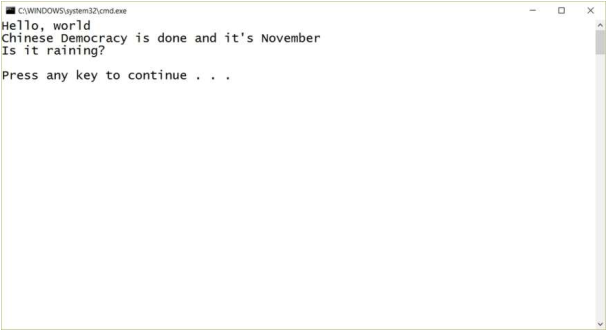 C:\WINDOWS\system32\cmd.exe
Hello, world
Chinese Democracy is done and it's November
Is it raining?
Press any key to continue . . .